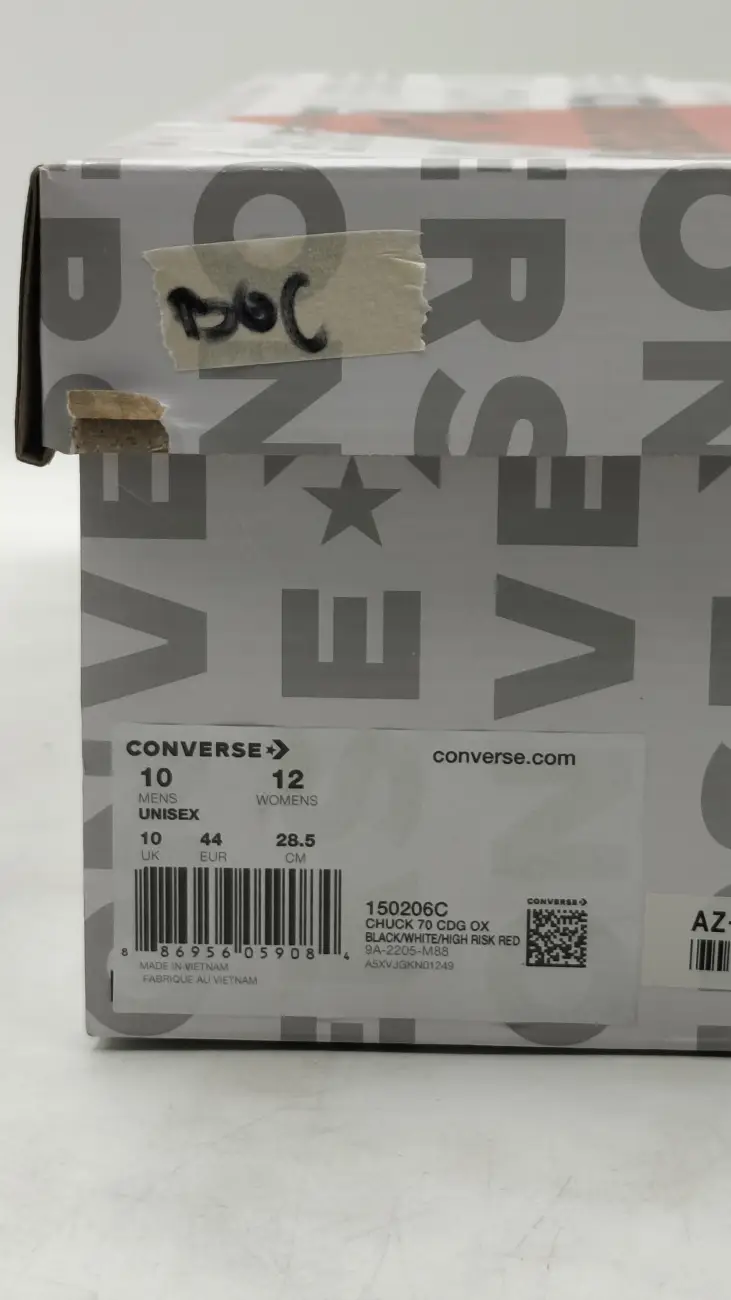 CONVERSE
converse.com
10 12
MENS WOMENS
UNISEX
10 44 28.5
UK EUR CM
150206C
CHUCK 70 CDG OX
BLACK/WHITE/HIGH RISK RED
9A-2205-M88
A5XVJGKN01249
8 86956 05908 4
MADE IN VIETNAM
FABRIQUE AU VIETNAM
CONVERSE
AZ-